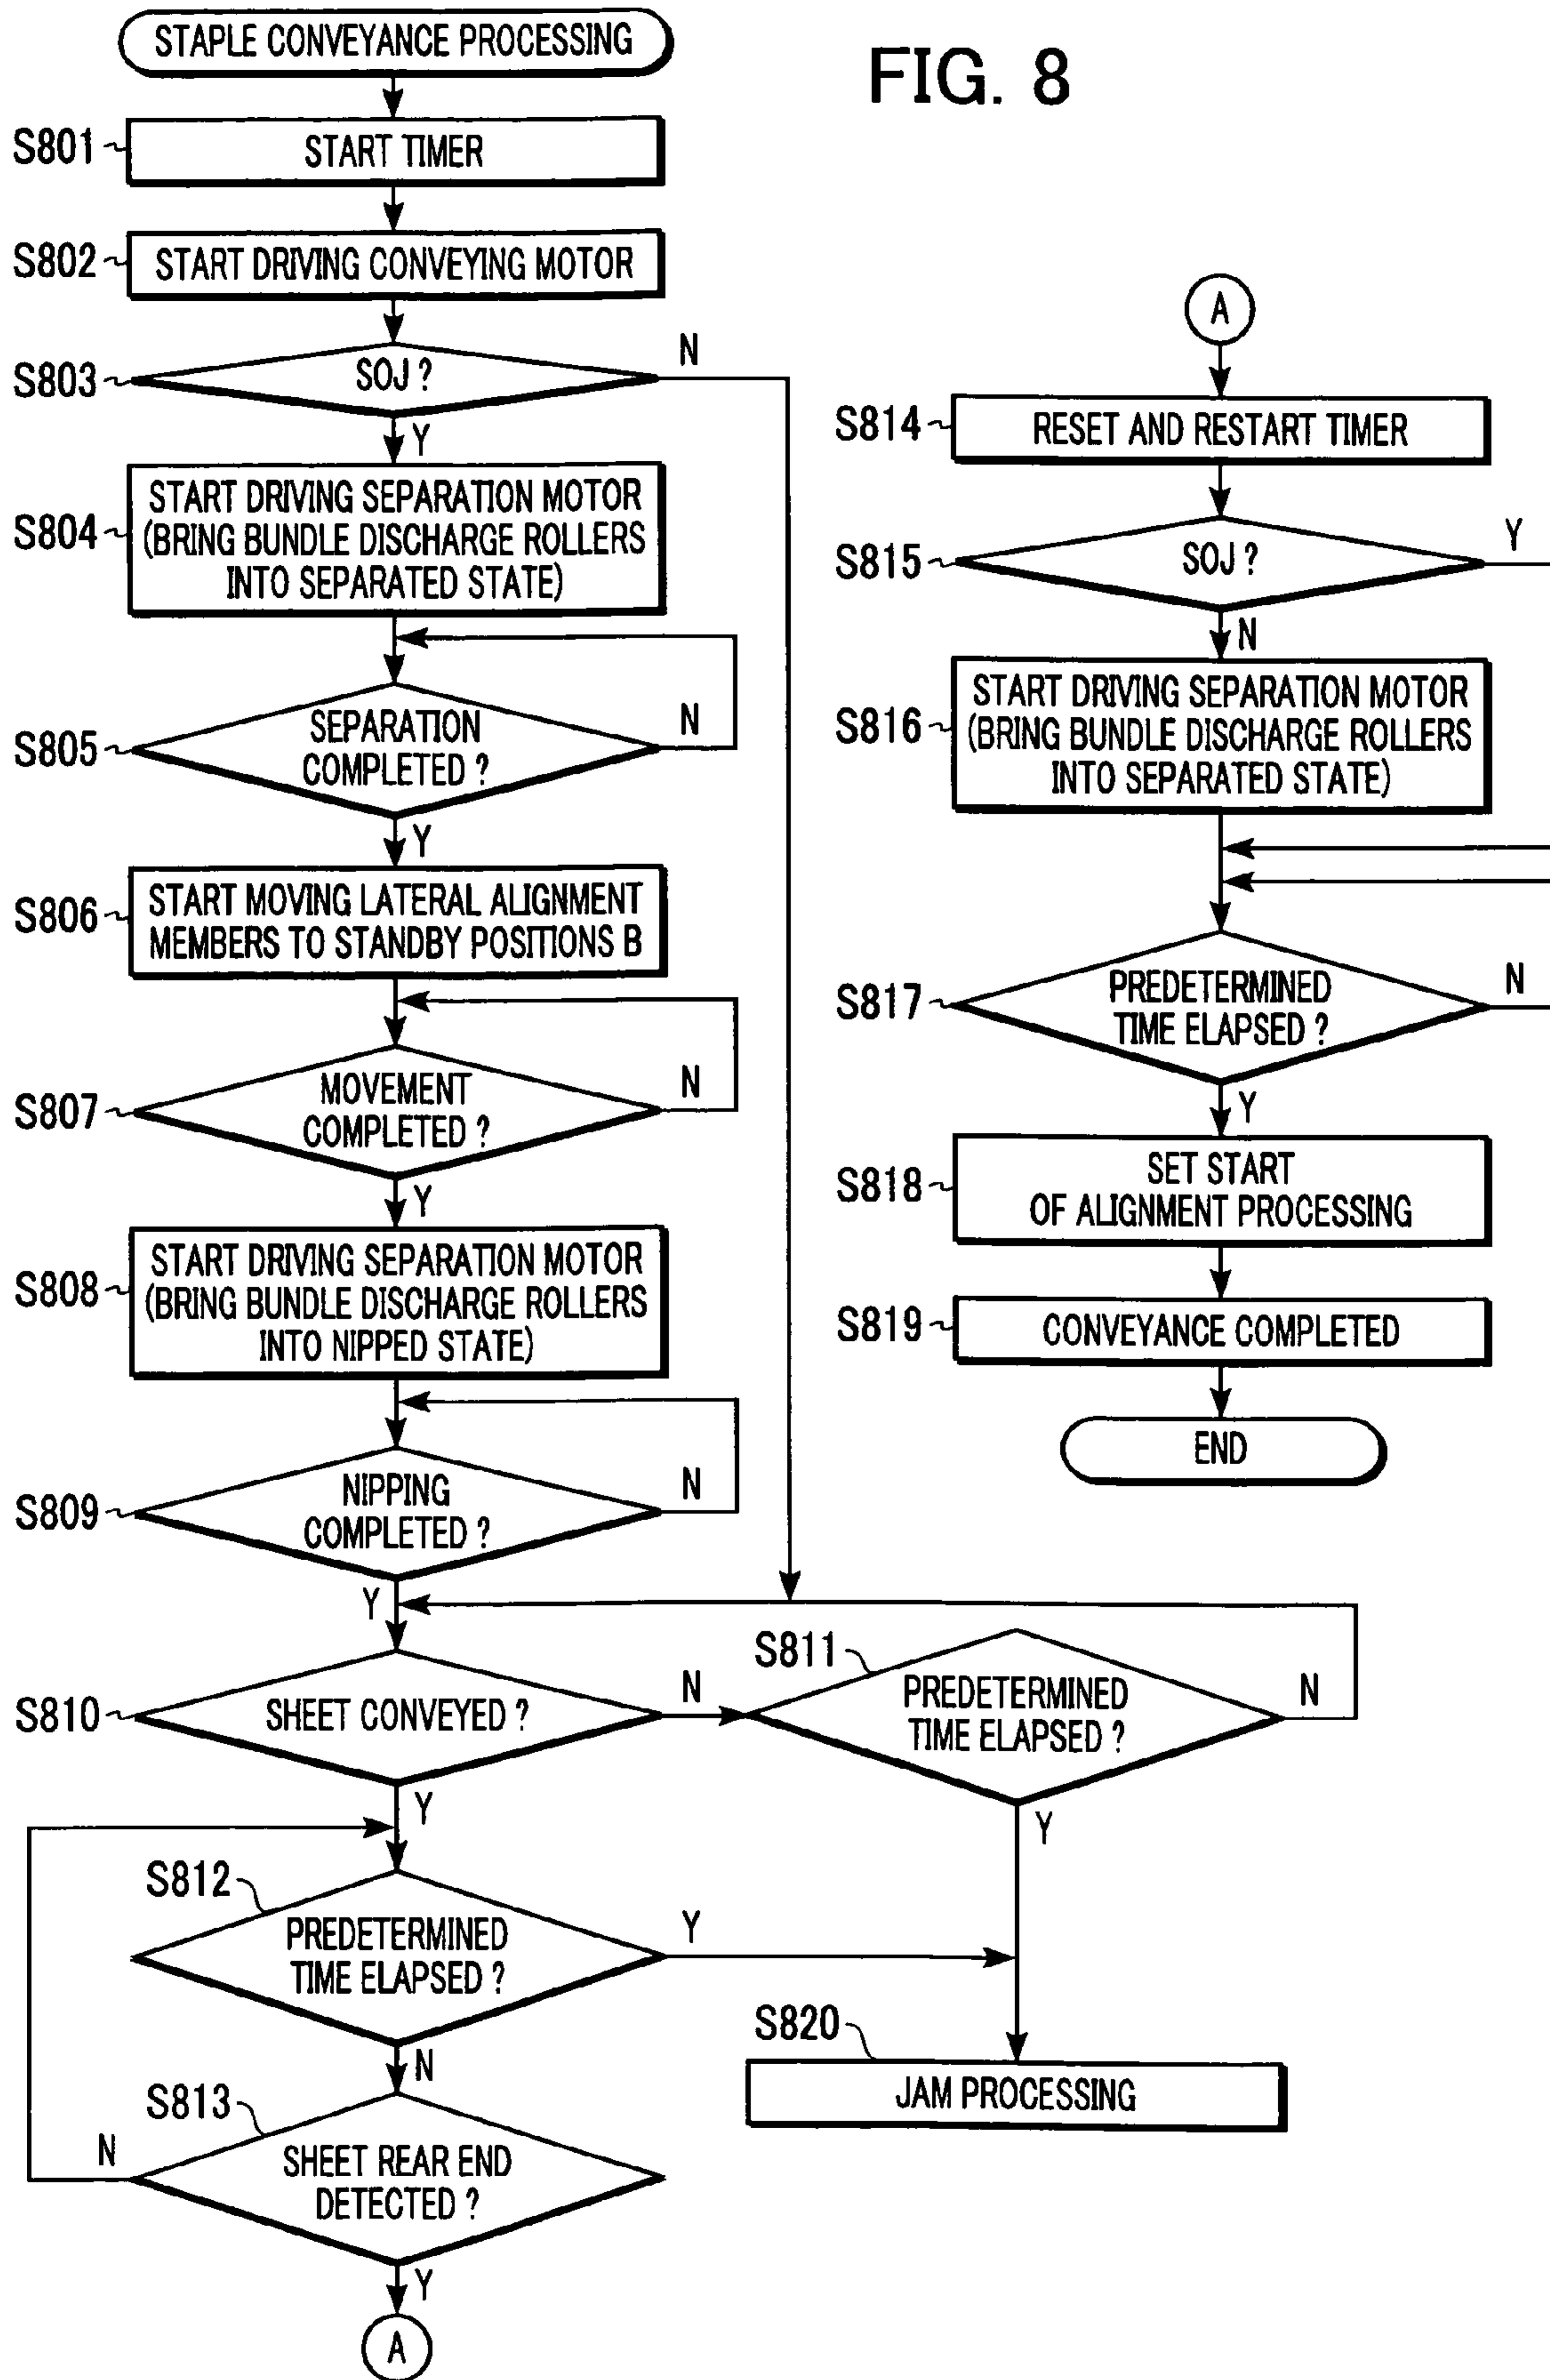 FIG. 8
STAPLE CONVEYANCE PROCESSING
S801
START TIMER
S802
START DRIVING CONVEYING MOTOR
S803
SOJ ?
N
Y
S804
START DRIVING SEPARATION MOTOR
(BRING BUNDLE DISCHARGE ROLLERS
INTO SEPARATED STATE)
S805
SEPARATION
COMPLETED ?
N
Y
S806
START MOVING LATERAL ALIGNMENT
MEMBERS TO STANDBY POSITIONS B
S807
MOVEMENT
COMPLETED ?
N
Y
S808
START DRIVING SEPARATION MOTOR
(BRING BUNDLE DISCHARGE ROLLERS
INTO NIPPED STATE)
S809
NIPPING
COMPLETED ?
N
Y
S810
SHEET CONVEYED ?
N
Y
S811
PREDETERMINED
TIME ELAPSED ?
N
Y
S812
PREDETERMINED
TIME ELAPSED ?
Y
N
S813
SHEET REAR END
DETECTED ?
N
Y
A
S820
JAM PROCESSING
A
S814
RESET AND RESTART TIMER
S815
SOJ ?
Y
N
S816
START DRIVING SEPARATION MOTOR
(BRING BUNDLE DISCHARGE ROLLERS
INTO SEPARATED STATE)
S817
PREDETERMINED
TIME ELAPSED ?
N
Y
S818
SET START
OF ALIGNMENT PROCESSING
S819
CONVEYANCE COMPLETED
END